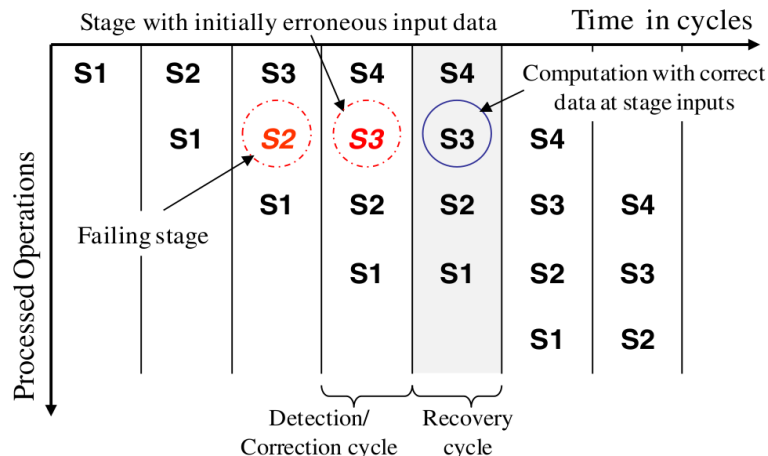 Stage with initially erroneous input data
Time in cycles
S1 S2 S3 S4 S4
Computation with correct
data at stage inputs
S1 S2 S3 S3 S4
S1 S2 S2 S3 S4
Failing stage
S1 S1 S2 S3
S1 S2
Processed Operations
Detection/
Correction cycle
Recovery
cycle